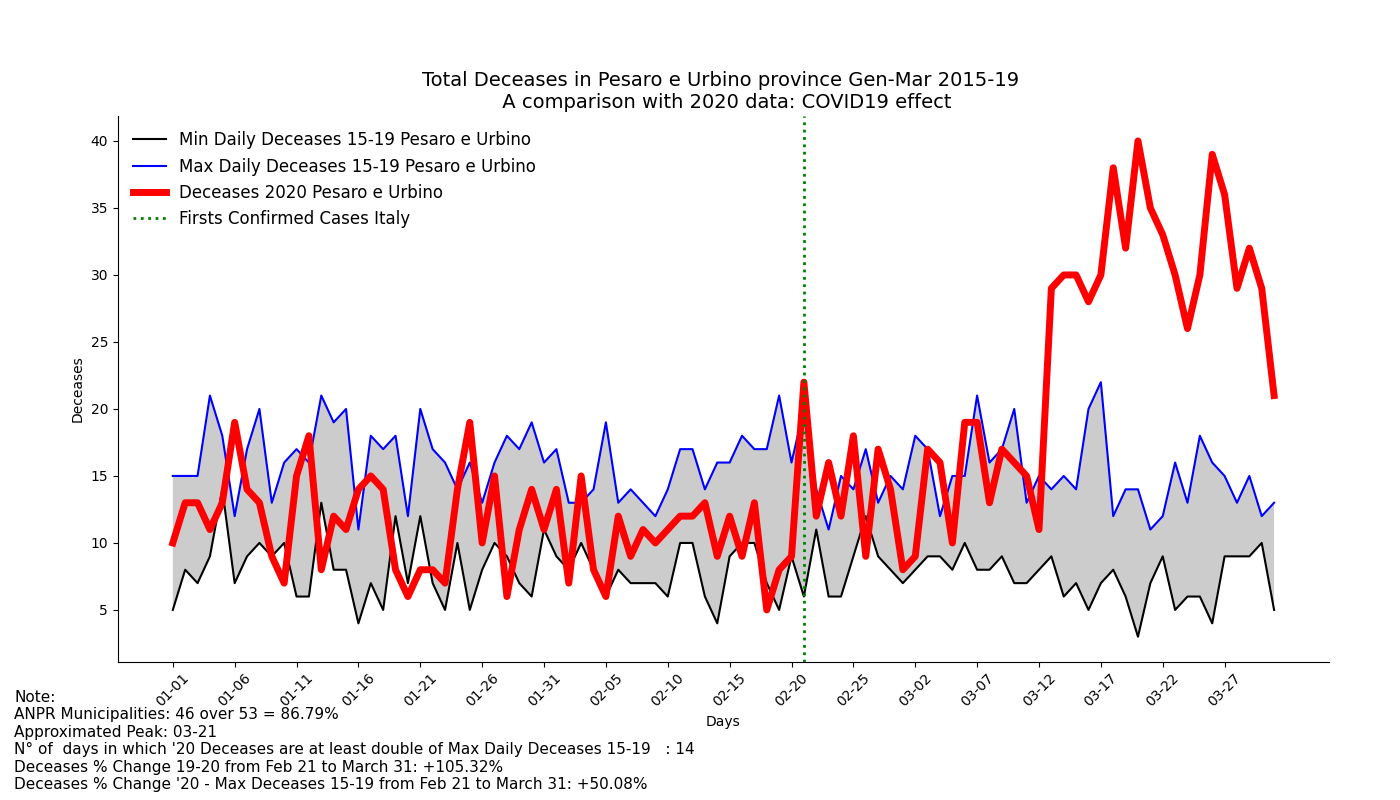 Total Deceases in Pesaro e Urbino province Gen-Mar 2015-19
A comparison with 2020 data: COVID19 effect
Min Daily Deceases 15-19 Pesaro e Urbino
Max Daily Deceases 15-19 Pesaro e Urbino
Deceases 2020 Pesaro e Urbino
Firsts Confirmed Cases Italy
40
35
30
25
20
15
10
5
Deceases
01-01
01-06
01-11
01-16
01-21
01-26
01-31
02-05
02-10
02-15
02-20
02-25
03-02
03-07
03-12
03-17
03-22
03-27
Days
Note:
ANPR Municipalities: 46 over 53 = 86.79%
Approximated Peak: 03-21
N° of  days in which '20 Deceases are at least double of Max Daily Deceases 15-19   : 14
Deceases % Change 19-20 from Feb 21 to March 31: +105.32%
Deceases % Change '20 - Max Deceases 15-19 from Feb 21 to March 31: +50.08%